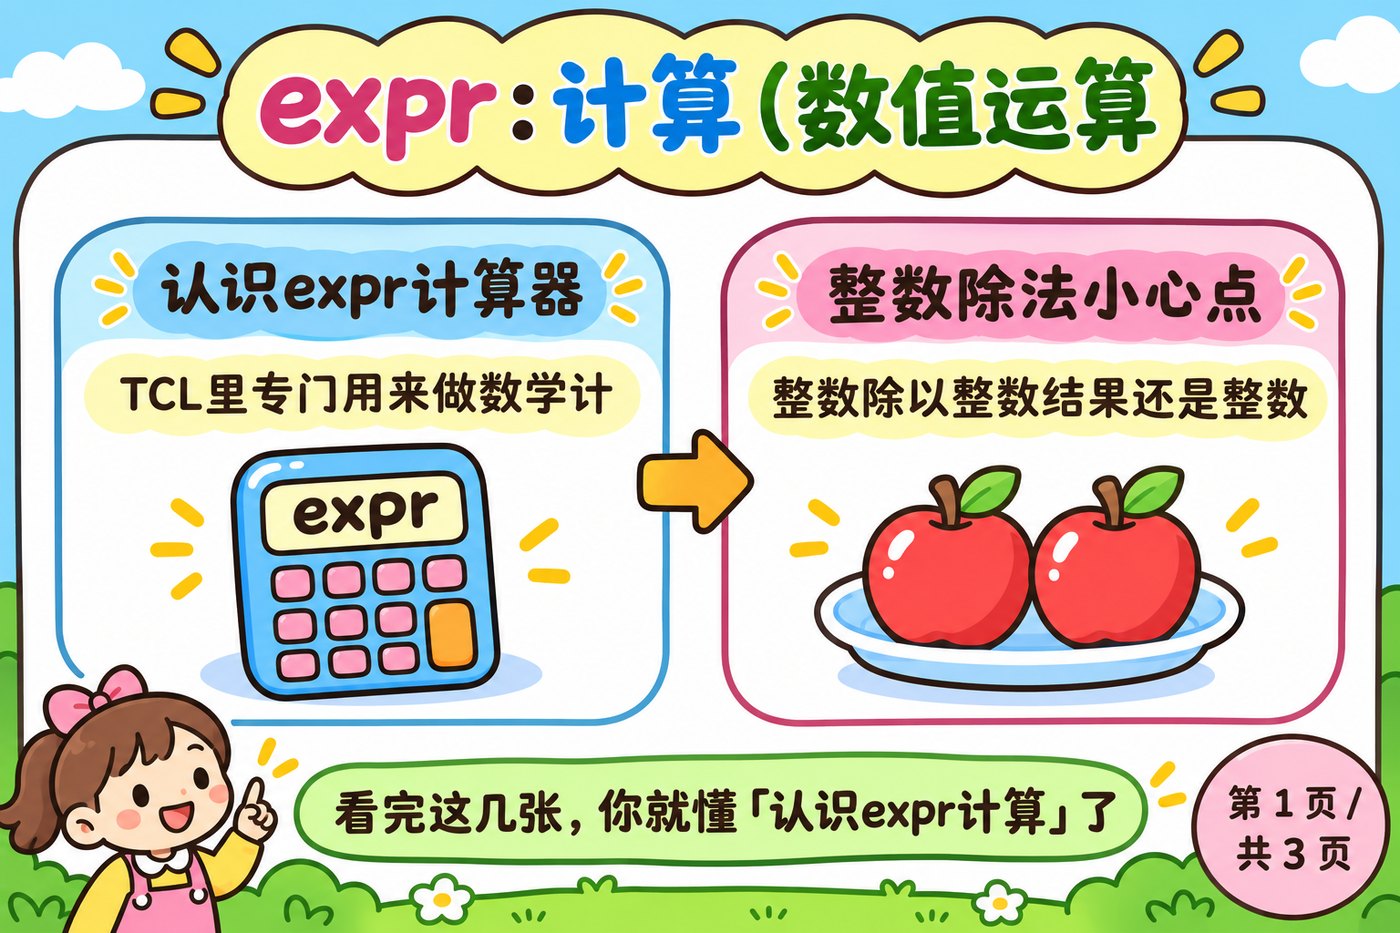 expr:计算(数值运算
认识expr计算器
TCL里专门用来做数学计
expr
整数除法小心点
整数除以整数结果还是整数
看完这几张,你就懂「认识expr计算」了
第1页/
共3页